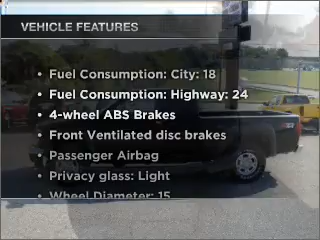 VEHICLE FEATURES
• Fuel Consumption: City: 18
• Fuel Consumption: Highway: 24
• 4-wheel ABS Brakes
• Front Ventilated disc brakes
• Passenger Airbag
• Privacy glass: Light
• Wheel Diameter: 15